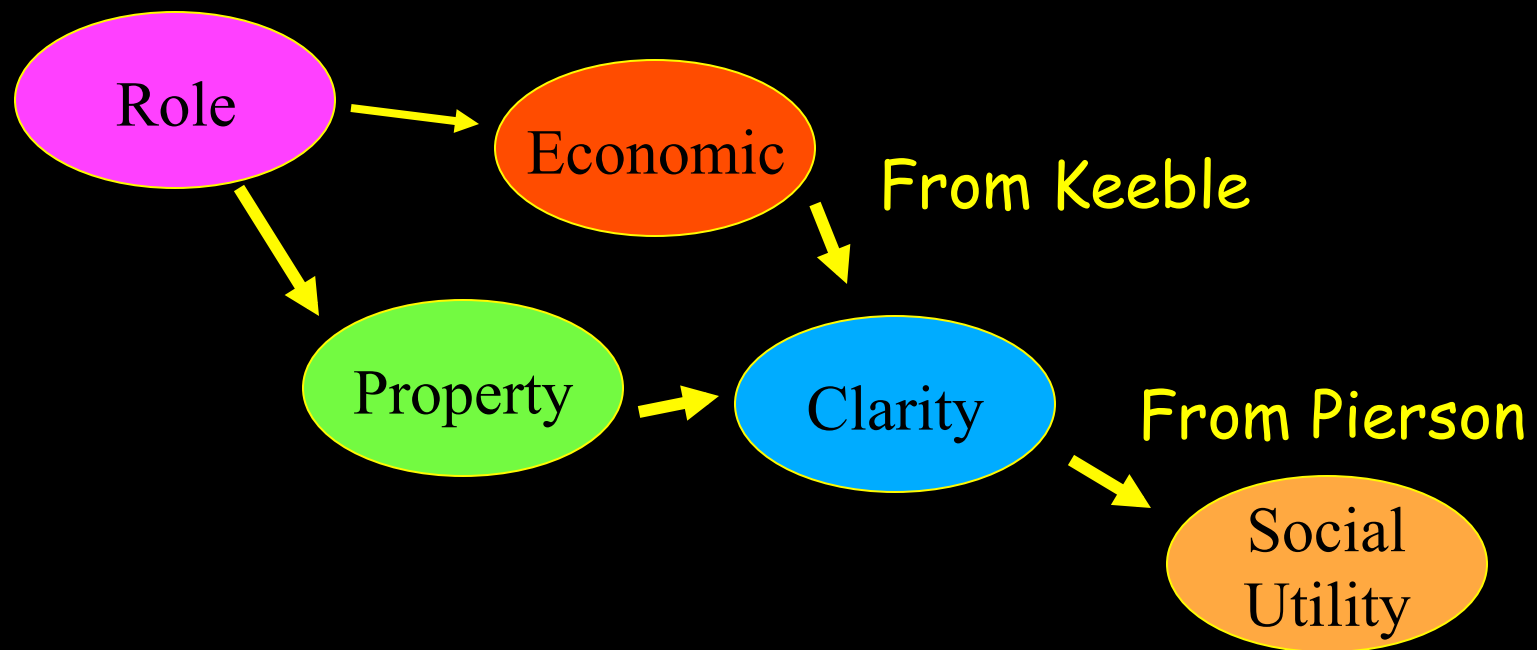 Role
Economic
From Keeble
Property
Clarity
From Pierson
Social
Utility